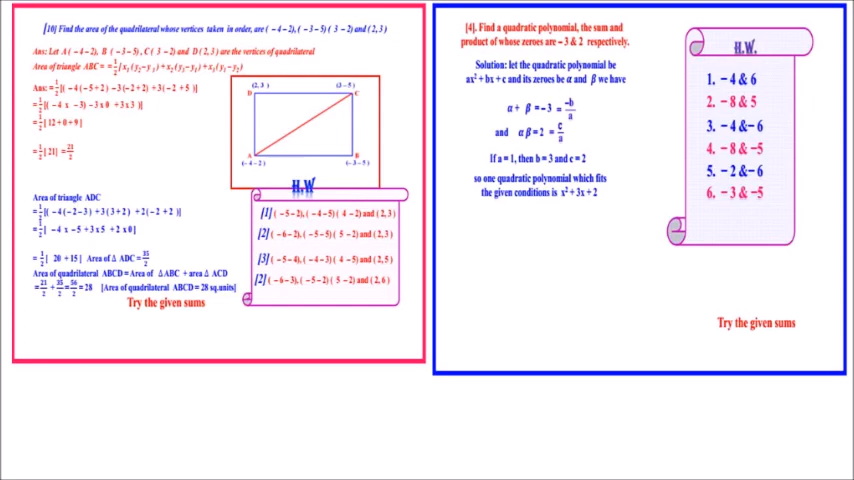 [10] Find the area of the quadrilateral whose vertices taken in order, are ( −4 −2), ( −3 −5) ( 3 −2) and ( 2, 3 )
Ans: Let A ( −4 −2), B ( −3 −5) , C ( 3 −2) and D ( 2, 3 ) are the vertices of quadrilateral
Area of triangle ABC = = 1/2 [ x₁ ( y₂ − y₃ ) + x₂ ( y₃ − y₁) + x₃ ( y₁ − y₂)
Ans: = 1/2 [( −4 ( −5 + 2 ) −3 ( −2 + 2 ) + 3 ( −2 + 5 )]
= 1/2 [( −4 x −3) − 3 x 0 + 3 x 3 )]
= 1/2 [ 12 + 0 + 9 ]
= 1/2 [ 21] = 21/2
(2, 3 )
(3 −5)
D
C
A
B
(−4 −2 )
(−3 −5 )
Area of triangle ADC
= 1/2 [( −4 ( −2 −3 ) + 3 ( 3 + 2 ) + 2 ( −2 + 2 )]
= 1/2 [ −4 x −5 + 3 x 5 + 2 x 0 ]
= 1/2 [ 20 + 15 ] Area of Δ ADC = 35/2
Area of quadrilateral ABCD = Area of ΔABC + area Δ ACD
= 21/2 + 35/2 = 56/2 = 28 [Area of quadrilateral ABCD = 28 sq.units]
Try the given sums
H.W
[1] ( −5 −2), ( −4 −5) ( 4 −2) and ( 2, 3 )
[2] ( −6 −2), ( −5 −5) ( 5 −2) and ( 2, 3 )
[3] ( −5 −4), ( −4 −3) ( 4 −5) and ( 2, 5 )
[2] ( −6 −3), ( −5 −2) ( 5 −2) and ( 2, 6 )
[4]. Find a quadratic polynomial, the sum and
product of whose zeroes are − 3 & 2 respectively.
Solution: let the quadratic polynomial be
ax² + bx + c and its zeroes be α and β we have
α + β = −3 = −b/a
and α β = 2 = c/a
If a = 1, then b = 3 and c = 2
so one quadratic polynomial which fits
the given conditions is x² + 3x + 2
H.W.
1. − 4 & 6
2. − 8 & 5
3. − 4 &− 6
4. − 8 & −5
5. − 2 &− 6
6. − 3 & −5
Try the given sums